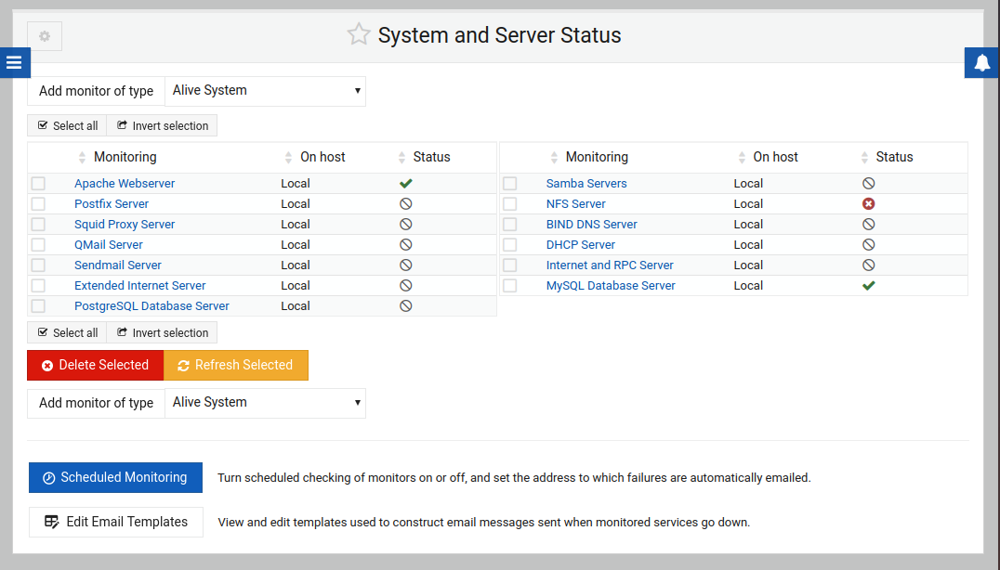 System and Server Status
Add monitor of type Alive System
Select all Invert selection
Monitoring On host Status
Apache Webserver Local
Postfix Server Local
Squid Proxy Server Local
QMail Server Local
Sendmail Server Local
Extended Internet Server Local
PostgreSQL Database Server Local
Monitoring On host Status
Samba Servers Local
NFS Server Local
BIND DNS Server Local
DHCP Server Local
Internet and RPC Server Local
MySQL Database Server Local
Select all Invert selection
Delete Selected Refresh Selected
Add monitor of type Alive System
Scheduled Monitoring Turn scheduled checking of monitors on or off, and set the address to which failures are automatically emailed.
Edit Email Templates View and edit templates used to construct email messages sent when monitored services go down.